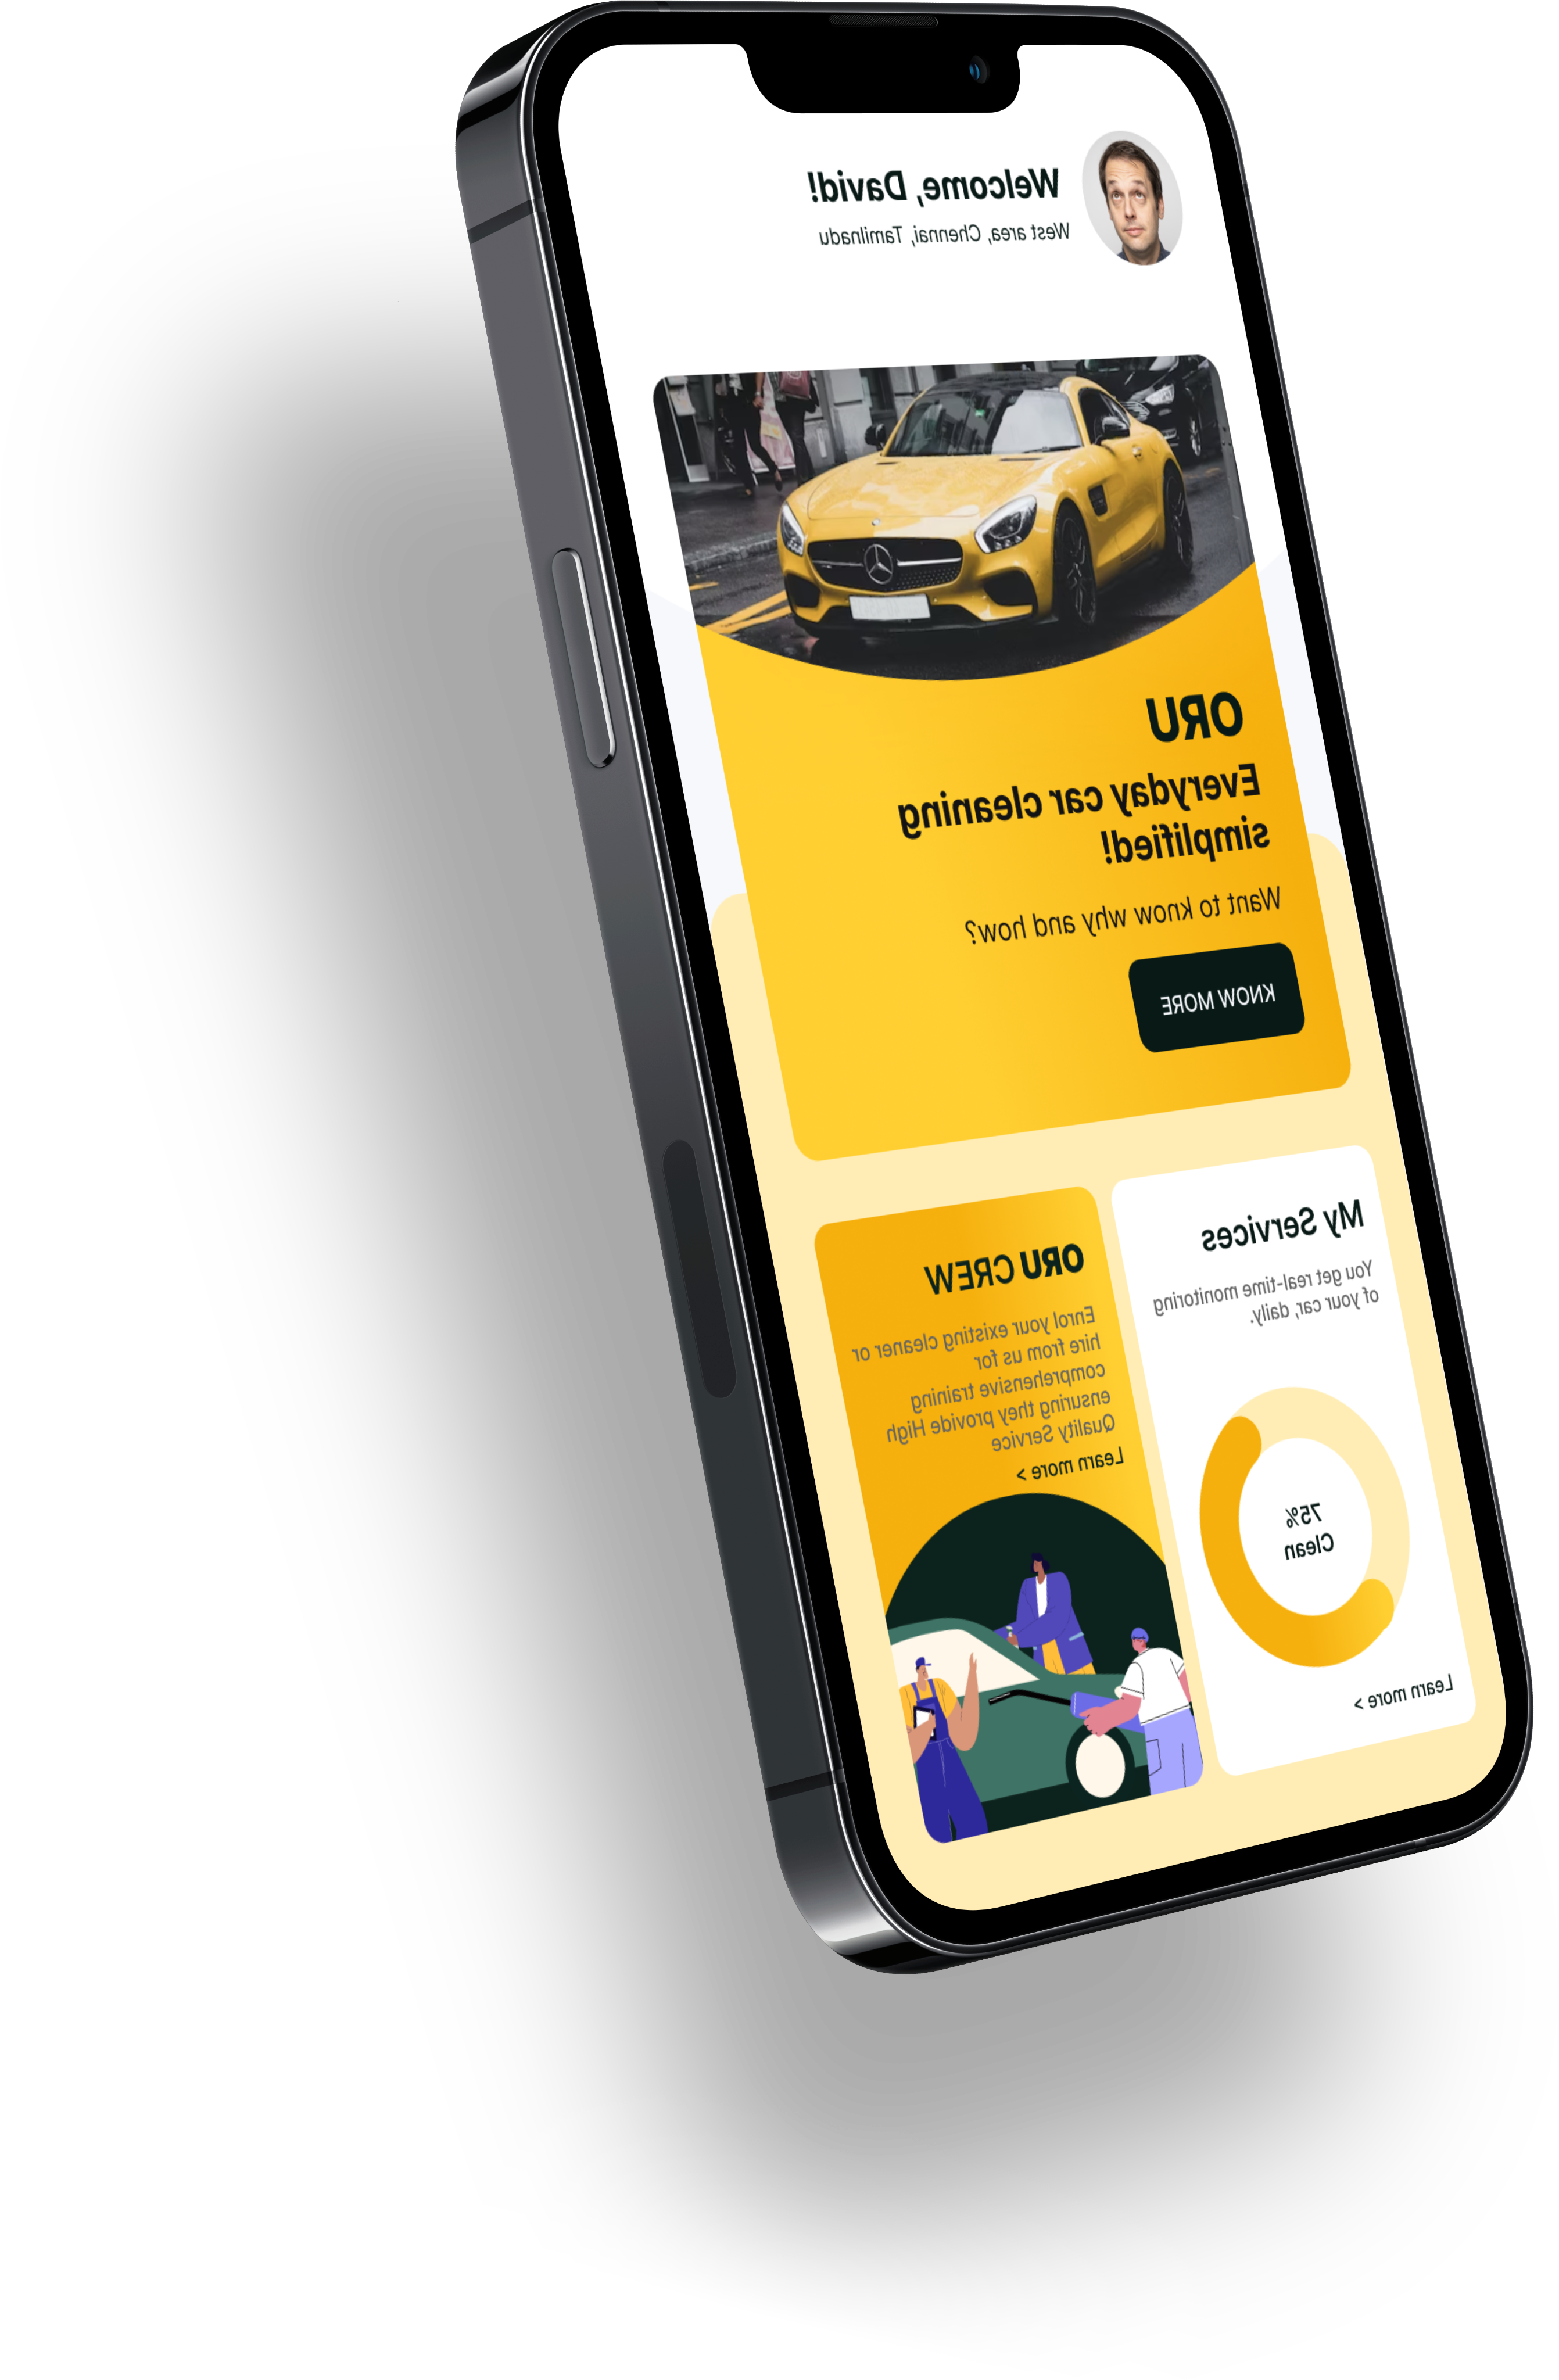 Welcome, David!
West area, Chennai, Tamilnadu
ORU
Everyday car cleaning
simplified!
Want to know why and how?
KNOW MORE
My Services
You get real-time monitoring
of your car, daily.
75%
Clean
Learn more >
ORU CREW
Enrol your existing cleaner or
hire from us for
comprehensive training
ensuring they provide High
Quality Service
Learn more >